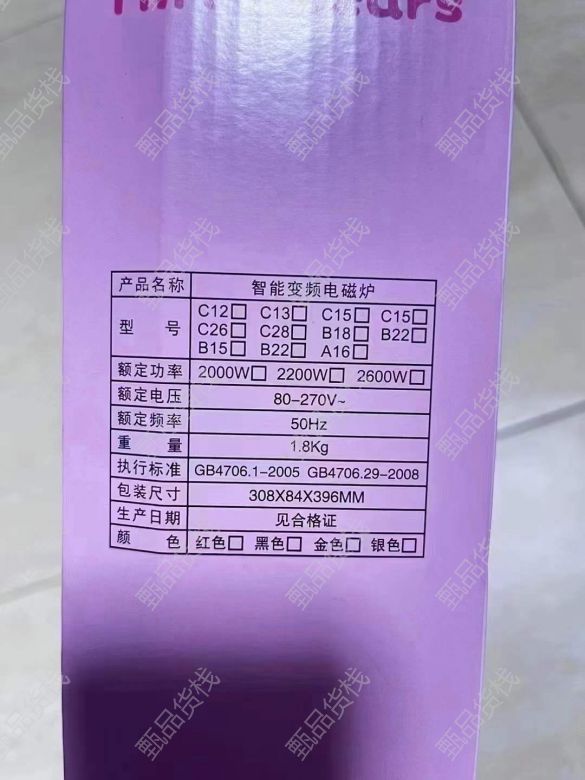 产品名称 智能变频电磁炉
型 号 C12□ C13□ C15□ C15□
C26□ C28□ B18□ B22□
B15□ B22□ A16□
额定功率 2000W□ 2200W□ 2600W□
额定电压 80-270V~
额定频率 50Hz
重 量 1.8Kg
执行标准 GB4706.1-2005 GB4706.29-2008
包装尺寸 308X84X396MM
生产日期 见合格证
颜 色 红色□ 黑色□ 金色□ 银色□
甄品货栈